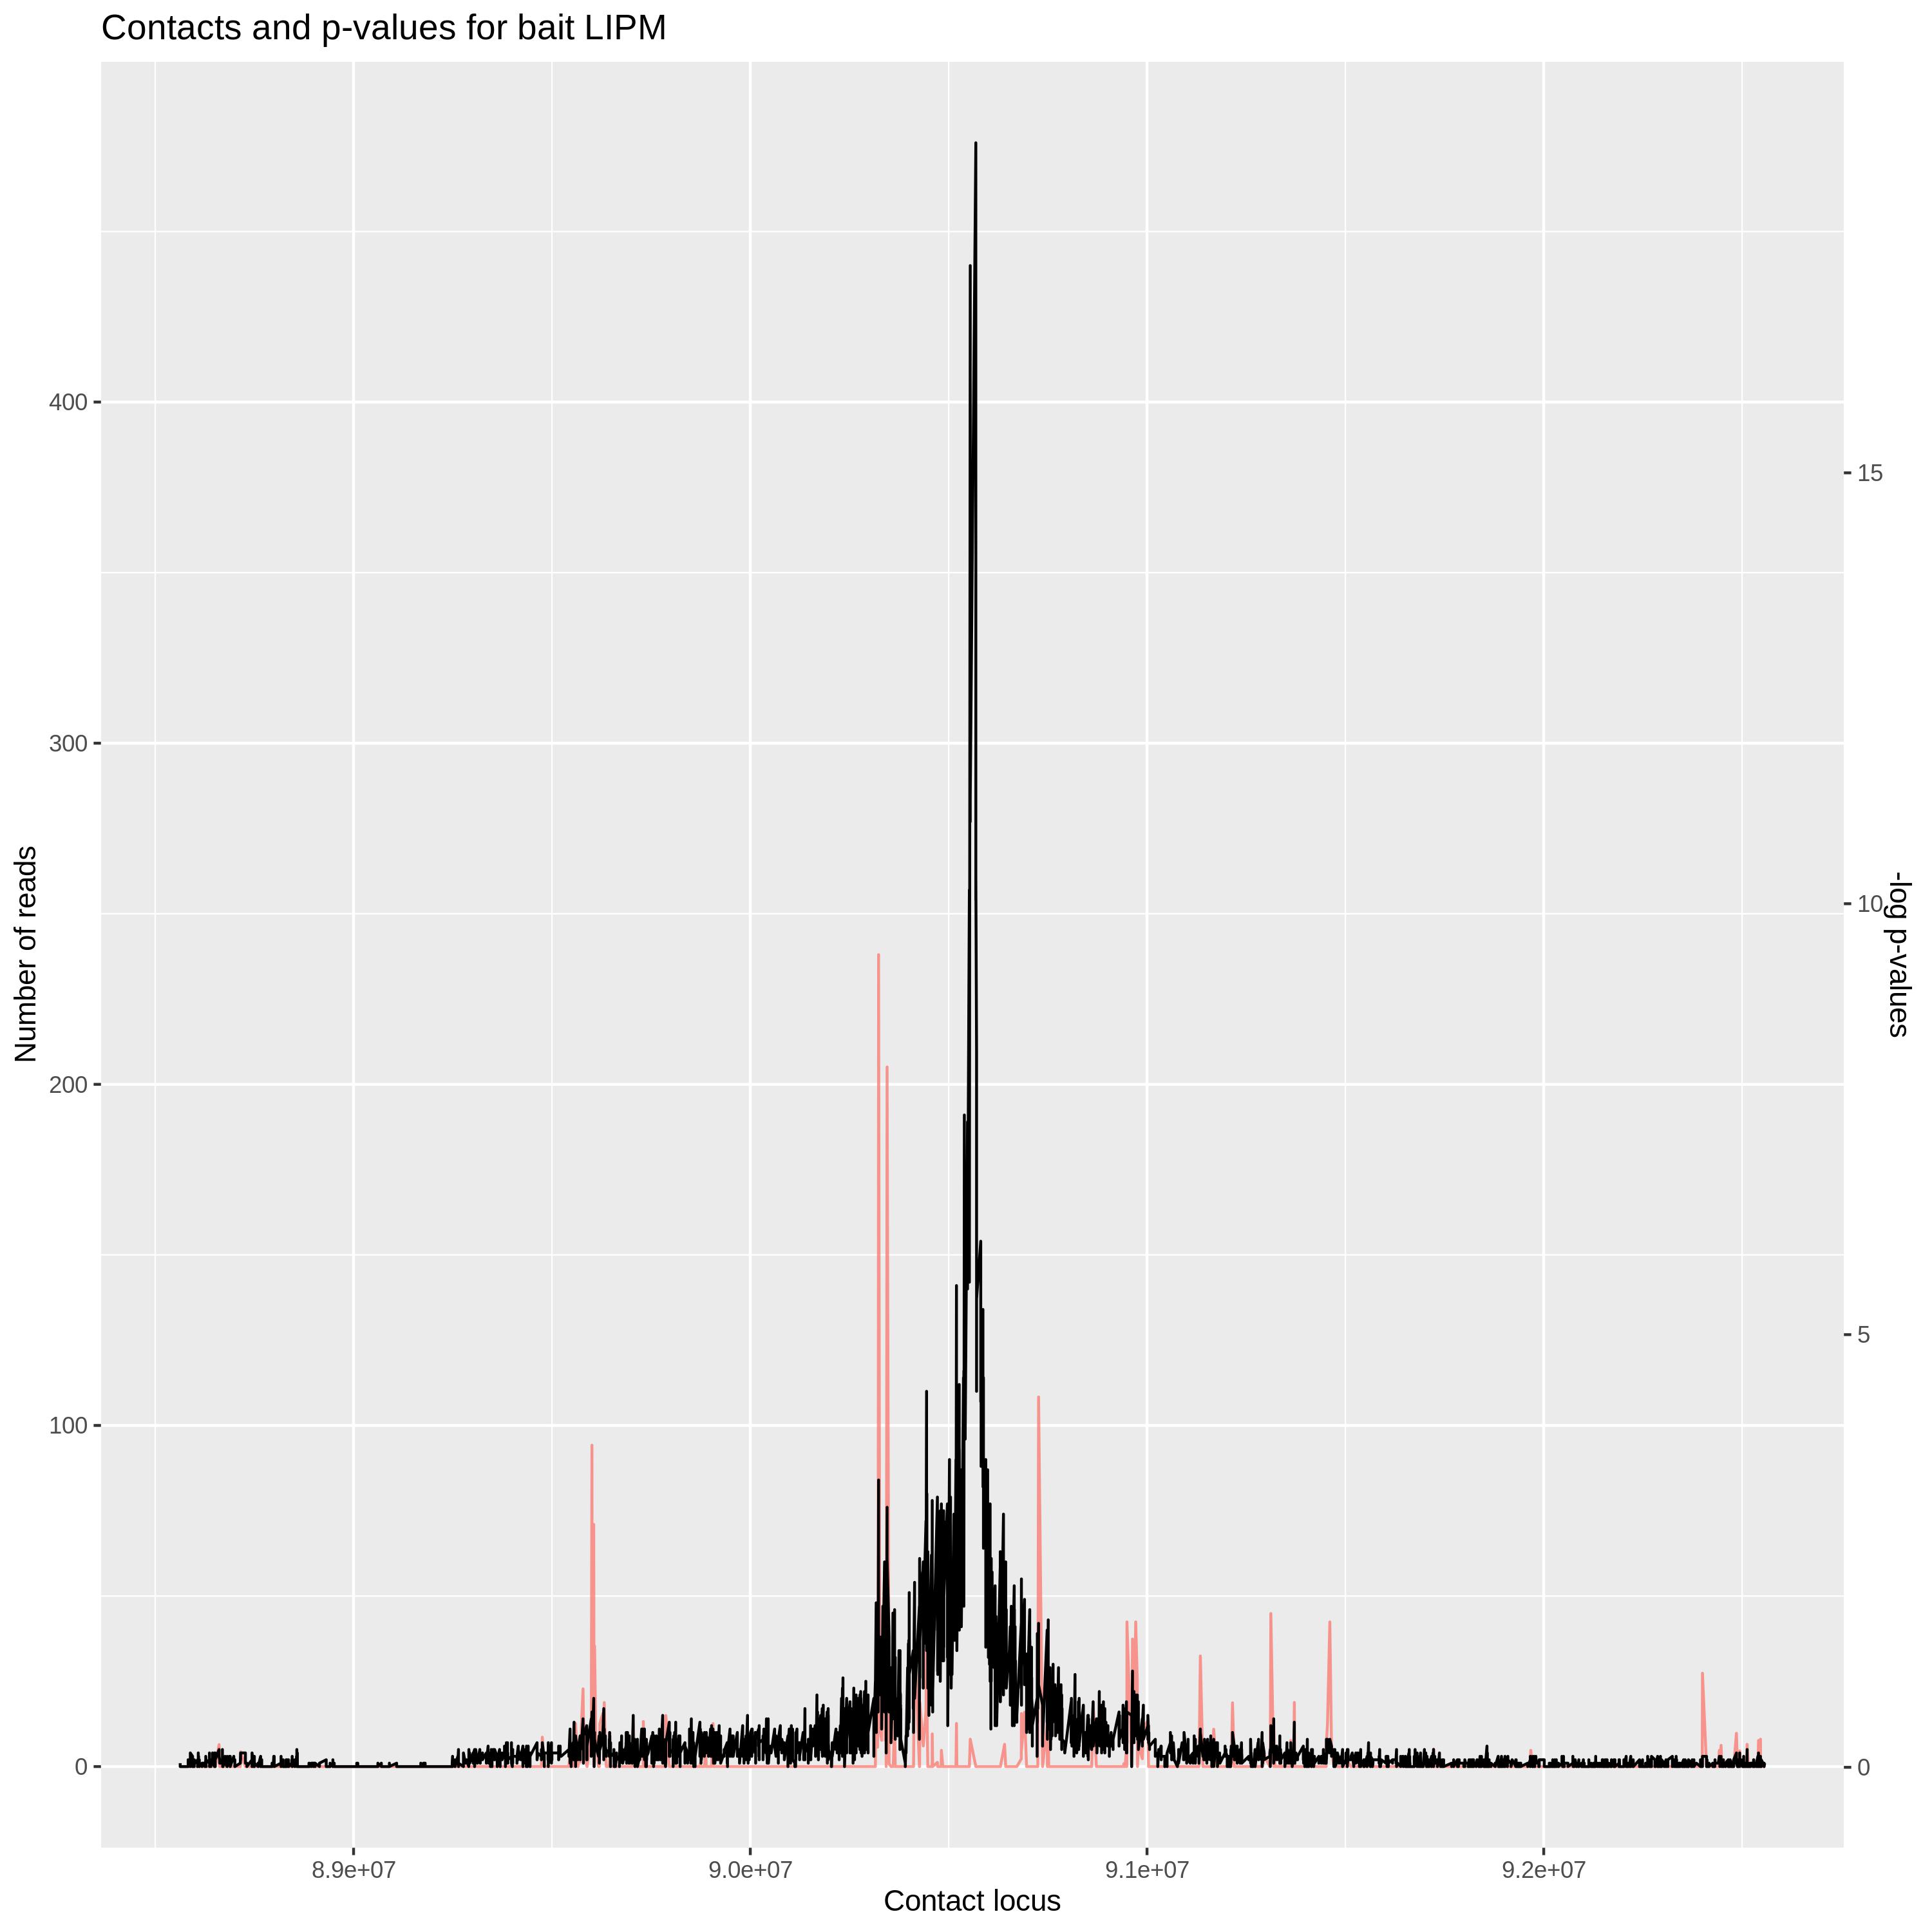 Contacts and p-values for bait LIPM
Number of reads
400
300
200
100
0
15
10
5
0
-log p-values
8.9e+07
9.0e+07
9.1e+07
9.2e+07
Contact locus